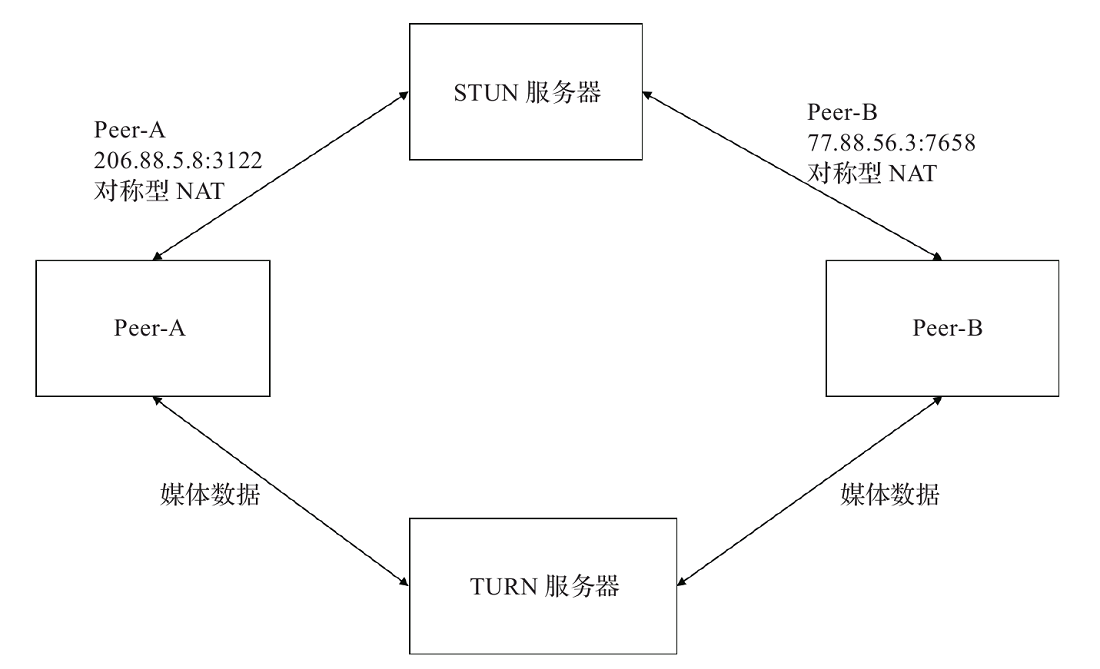 STUN 服务器
Peer-A
206.88.5.8:3122
对称型 NAT
Peer-B
77.88.56.3:7658
对称型 NAT
Peer-A
Peer-B
媒体数据
媒体数据
TURN 服务器